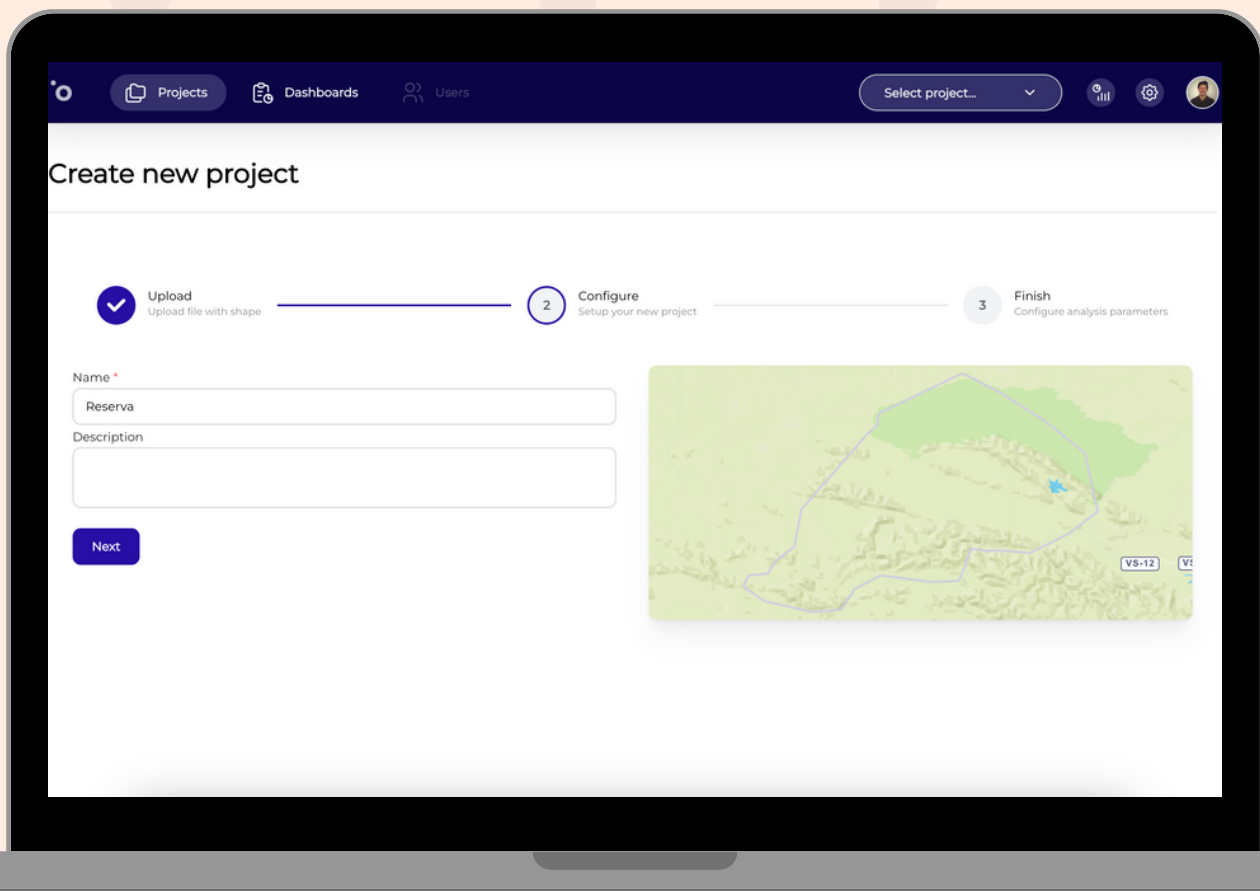 Projects
Dashboards
Users
Select project...
Create new project
Upload
Upload file with shape
2
Configure
Setup your new project
3
Finish
Configure analysis parameters
Name *
Reserva
Description
Next
VS-12